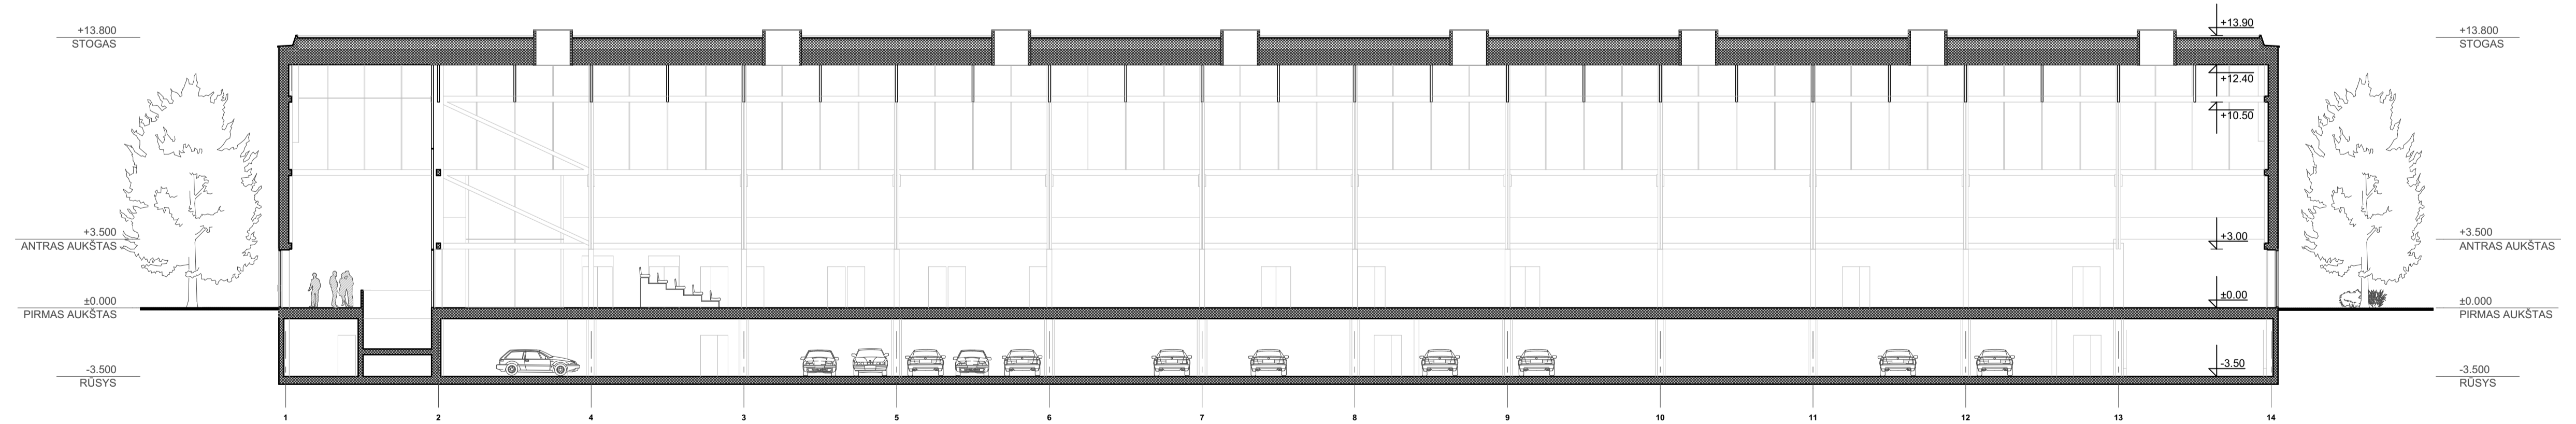 +13.800
STOGAS
+13.90
+13.800
STOGAS
+12.40
+10.50
+3.500
ANTRAS AUKŠTAS
+3.00
+3.500
ANTRAS AUKŠTAS
±0.000
PIRMAS AUKŠTAS
±0.00
±0.000
PIRMAS AUKŠTAS
-3.500
RŪSYS
-3.50
-3.500
RŪSYS
1 2 4 3 5 6 7 8 9 10 11 12 13 14